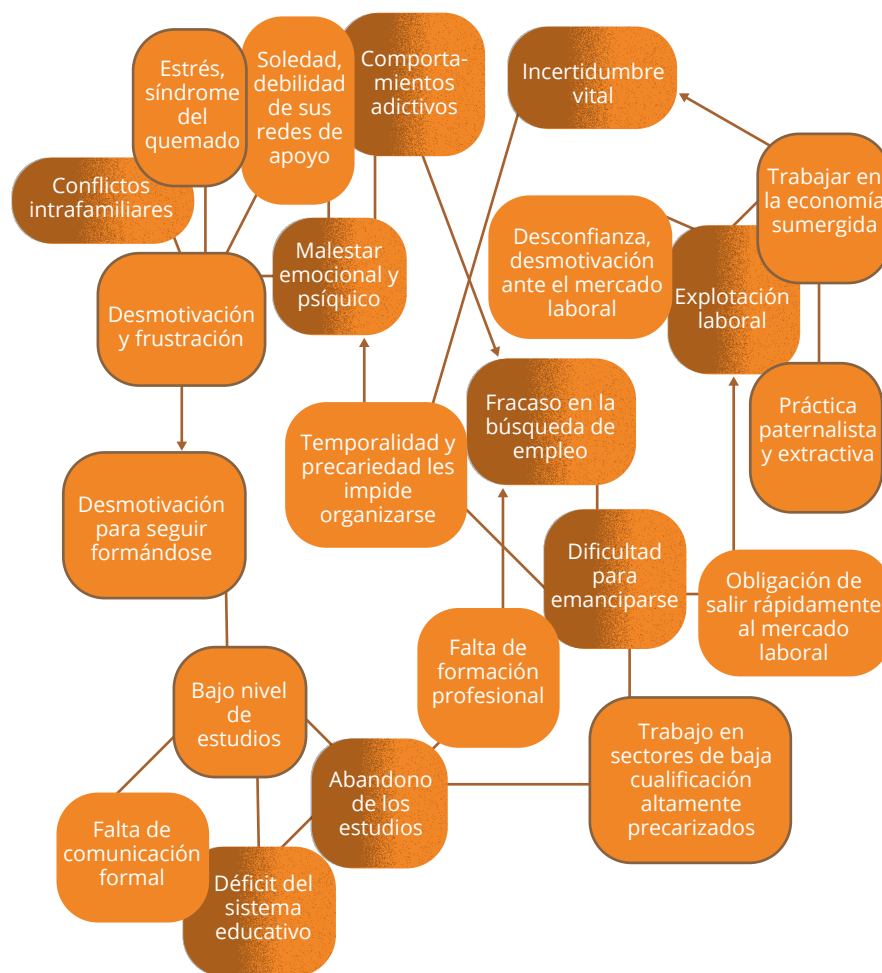 Estrés,
síndrome
del
quemado
Soledad,
debilidad
de sus
redes de
apoyo
Comporta-
mientos
adictivos
Incertidumbre
vital
Conflictos
intrafamiliares
Trabajar en
la economía
sumergida
Malestar
emocional y
psíquico
Desconfianza,
desmotivación
ante el mercado
laboral
Explotación
laboral
Desmotivación
y frustración
Fracaso en la
búsqueda de
empleo
Práctica
paternalista
y extractiva
Temporalidad y
precariedad les
impide
organizarse
Desmotivación
para seguir
formándose
Dificultad
para
emanciparse
Obligación de
salir rápidamente
al mercado
laboral
Falta de
formación
profesional
Bajo nivel
de
estudios
Trabajo en
sectores de baja
cualificación
altamente
precarizados
Abandono
de los
estudios
Falta de
comunicación
formal
Déficit del
sistema
educativo